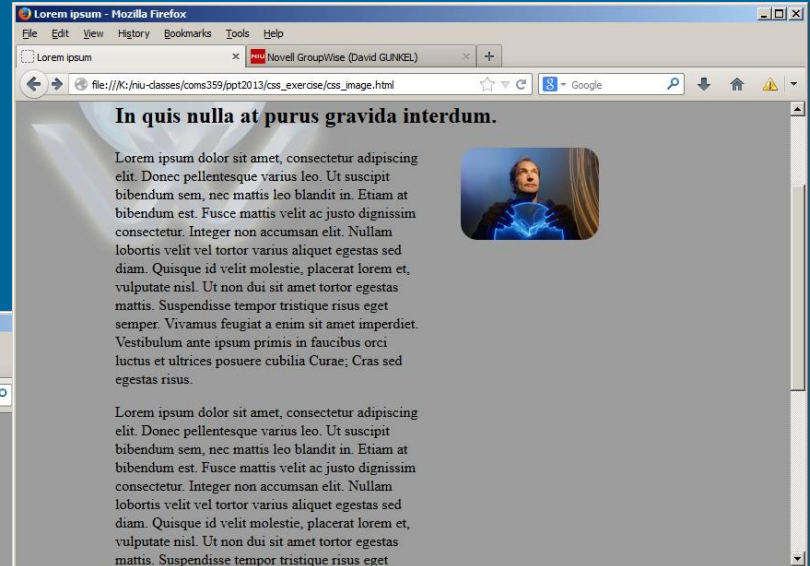 Lorem ipsum - Mozilla Firefox
File Edit View History Bookmarks Tools Help
Lorem ipsum × NIU Novell GroupWise (David GUNKEL) × +
file:///K:/niu-classes/coms359/ppt2013/css_exercise/css_image.html 8 Google
In quis nulla at purus gravida interdum.
Lorem ipsum dolor sit amet, consectetur adipiscing
elit. Donec pellentesque varius leo. Ut suscipit
bibendum sem, nec mattis leo blandit in. Etiam at
bibendum est. Fusce mattis velit ac justo dignissim
consectetur. Integer non accumsan elit. Nullam
lobortis velit vel tortor varius aliquet egestas sed
diam. Quisque id velit molestie, placerat lorem et,
vulputate nisl. Ut non dui sit amet tortor egestas
mattis. Suspendisse tempor tristique risus eget
semper. Vivamus feugiat a enim sit amet imperdiet.
Vestibulum ante ipsum primis in faucibus orci
luctus et ultrices posuere cubilia Curae; Cras sed
egestas risus.
Lorem ipsum dolor sit amet, consectetur adipiscing
elit. Donec pellentesque varius leo. Ut suscipit
bibendum sem, nec mattis leo blandit in. Etiam at
bibendum est. Fusce mattis velit ac justo dignissim
consectetur. Integer non accumsan elit. Nullam
lobortis velit vel tortor varius aliquet egestas sed
diam. Quisque id velit molestie, placerat lorem et,
vulputate nisl. Ut non dui sit amet tortor egestas
mattis. Suspendisse tempor tristique risus eget